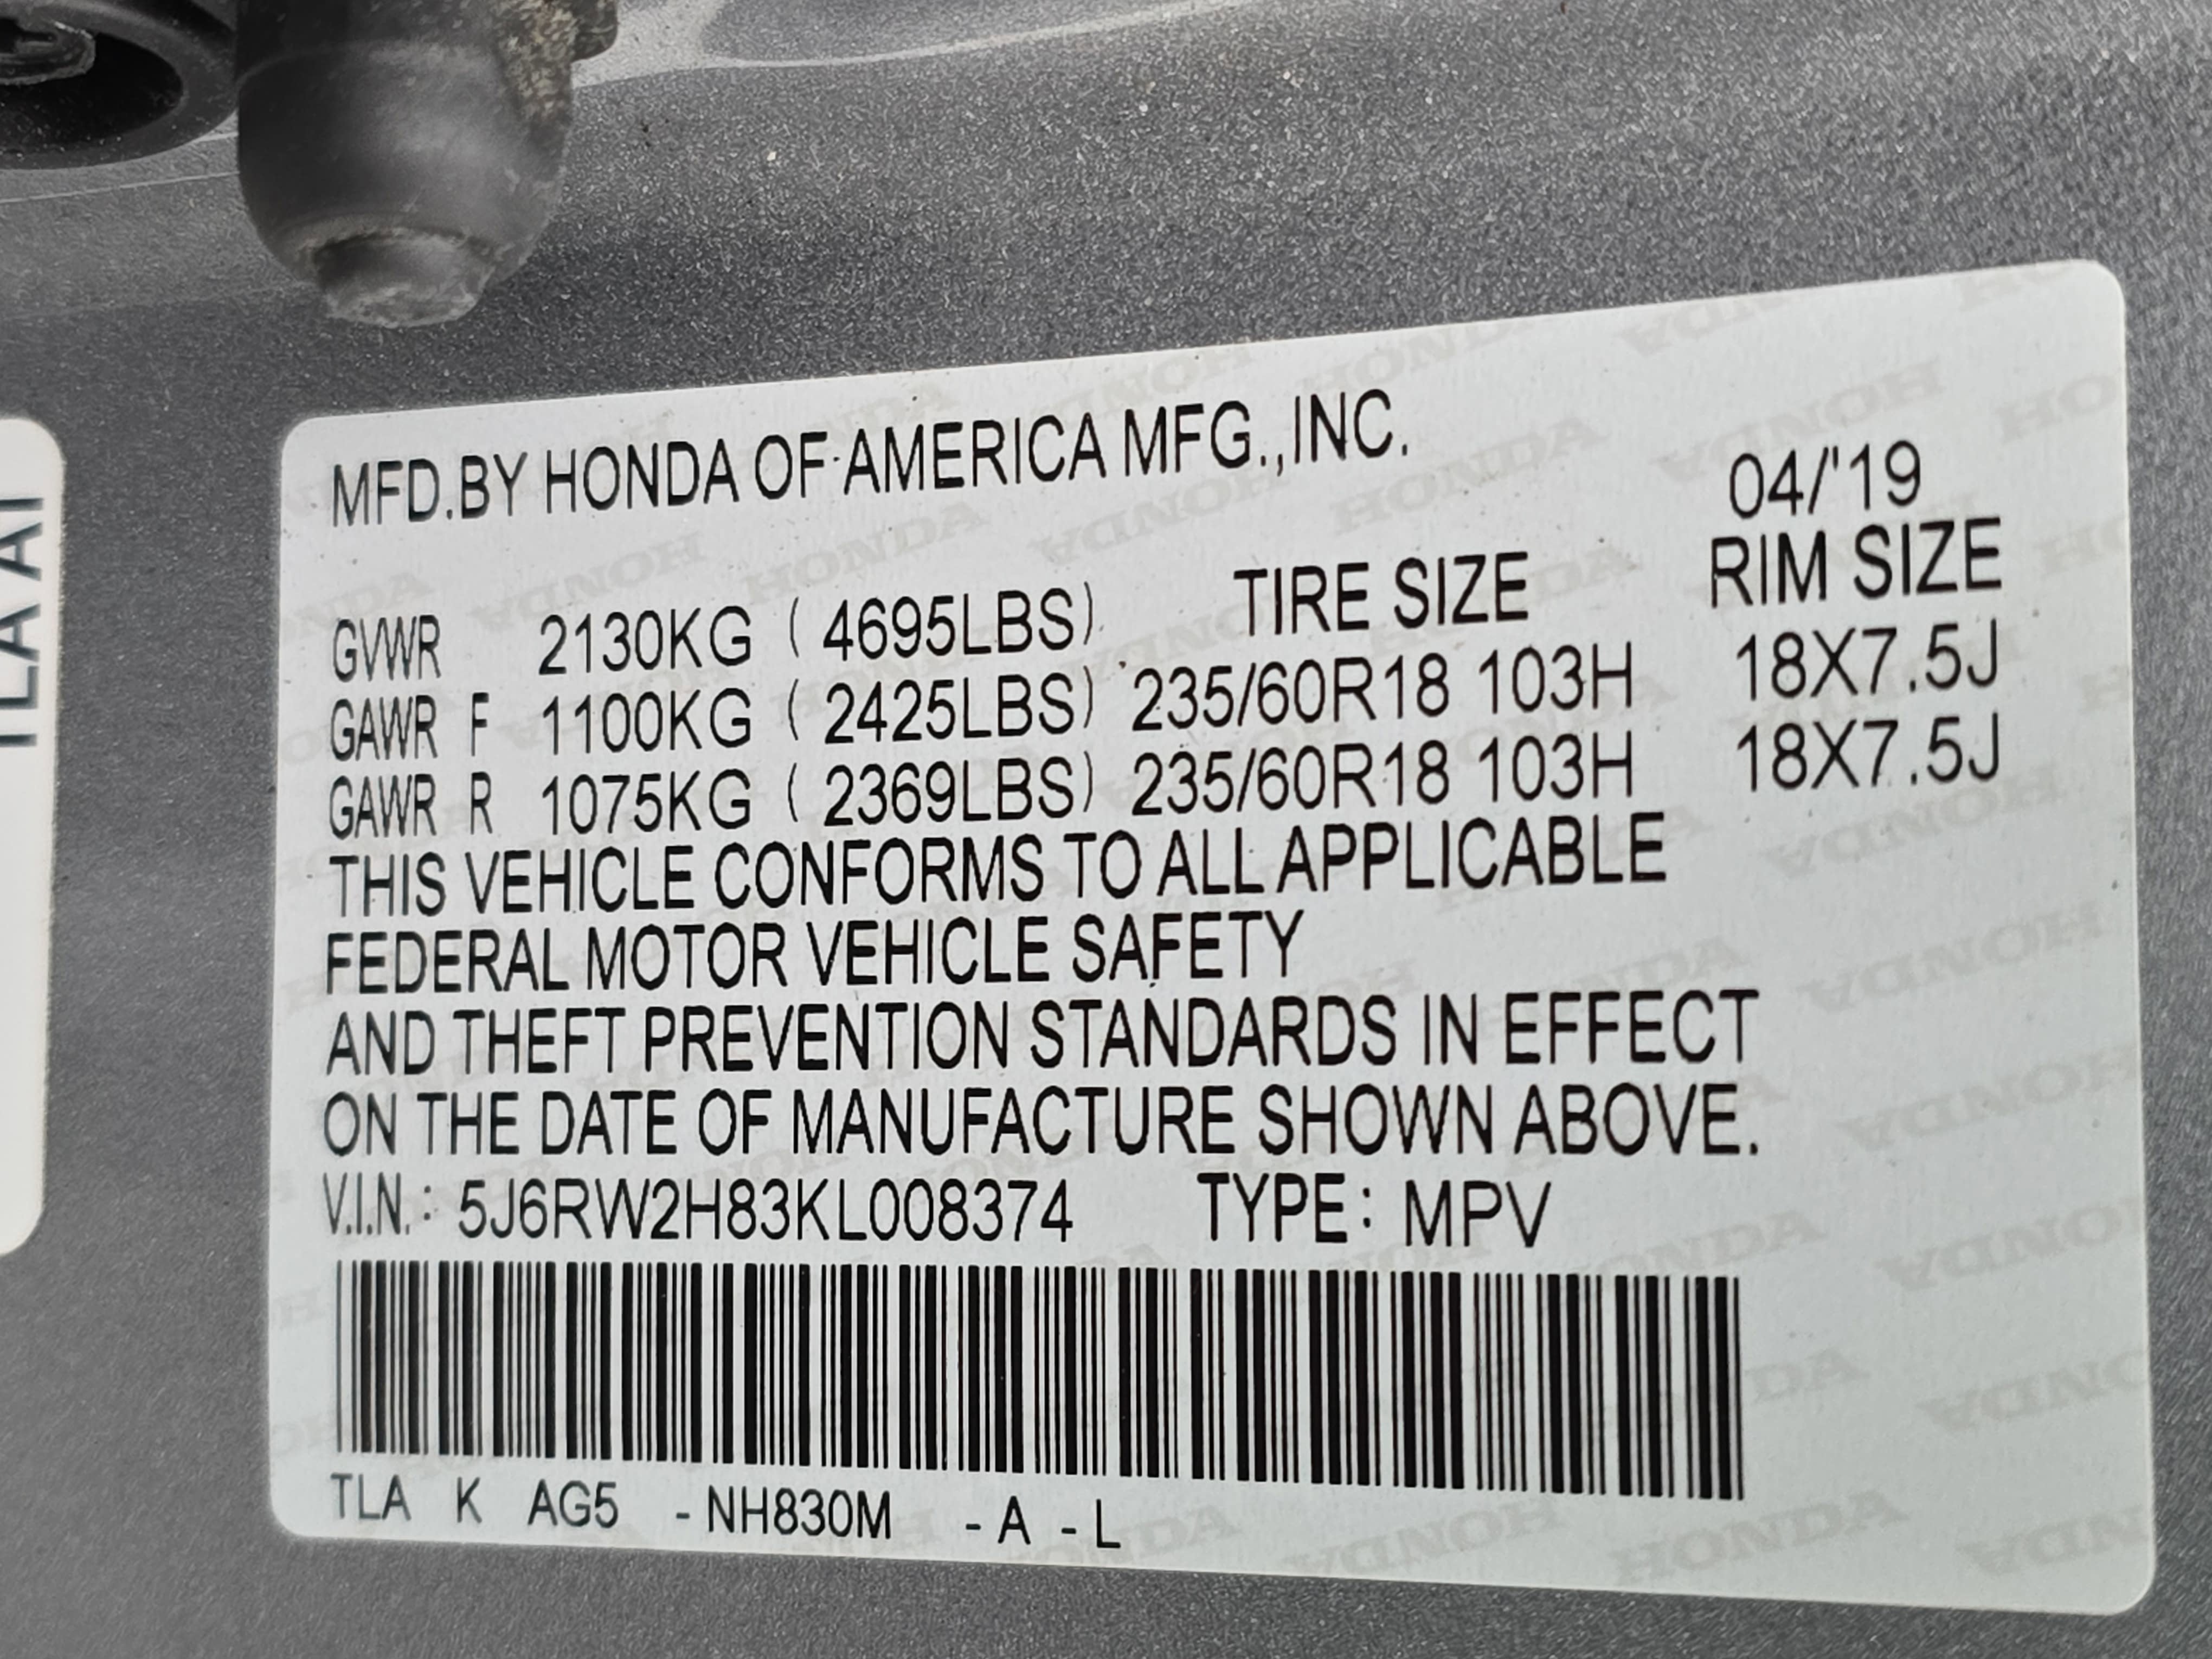 MFD.BY HONDA OF AMERICA MFG.,INC.
04/'19
GVWR 2130KG ( 4695LBS) TIRE SIZE RIM SIZE
GAWR F 1100KG ( 2425LBS) 235/60R18 103H 18X7.5J
GAWR R 1075KG ( 2369LBS) 235/60R18 103H 18X7.5J
THIS VEHICLE CONFORMS TO ALL APPLICABLE
FEDERAL MOTOR VEHICLE SAFETY
AND THEFT PREVENTION STANDARDS IN EFFECT
ON THE DATE OF MANUFACTURE SHOWN ABOVE.
V.I.N.: 5J6RW2H83KL008374 TYPE: MPV
TLA K AG5 -NH830M -A -L